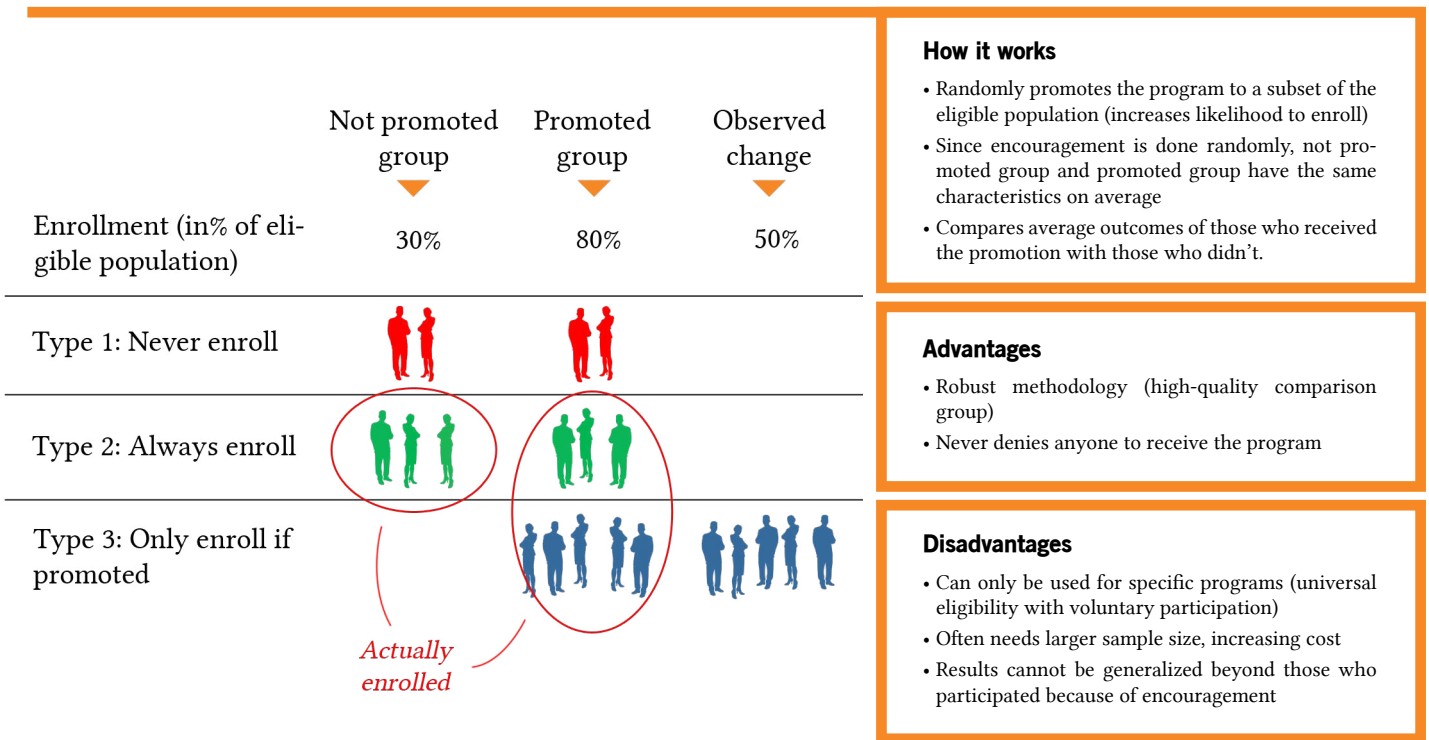 Not promoted
group
Promoted
group
Observed
change
Enrollment (in% of eli-
gible population)
30%
80%
50%
Type 1: Never enroll
Type 2: Always enroll
Type 3: Only enroll if
promoted
Actually
enrolled
How it works
• Randomly promotes the program to a subset of the
eligible population (increases likelihood to enroll)
• Since encouragement is done randomly, not pro-
moted group and promoted group have the same
characteristics on average
• Compares average outcomes of those who received
the promotion with those who didn’t.
Advantages
• Robust methodology (high-quality comparison
group)
• Never denies anyone to receive the program
Disadvantages
• Can only be used for specific programs (universal
eligibility with voluntary participation)
• Often needs larger sample size, increasing cost
• Results cannot be generalized beyond those who
participated because of encouragement